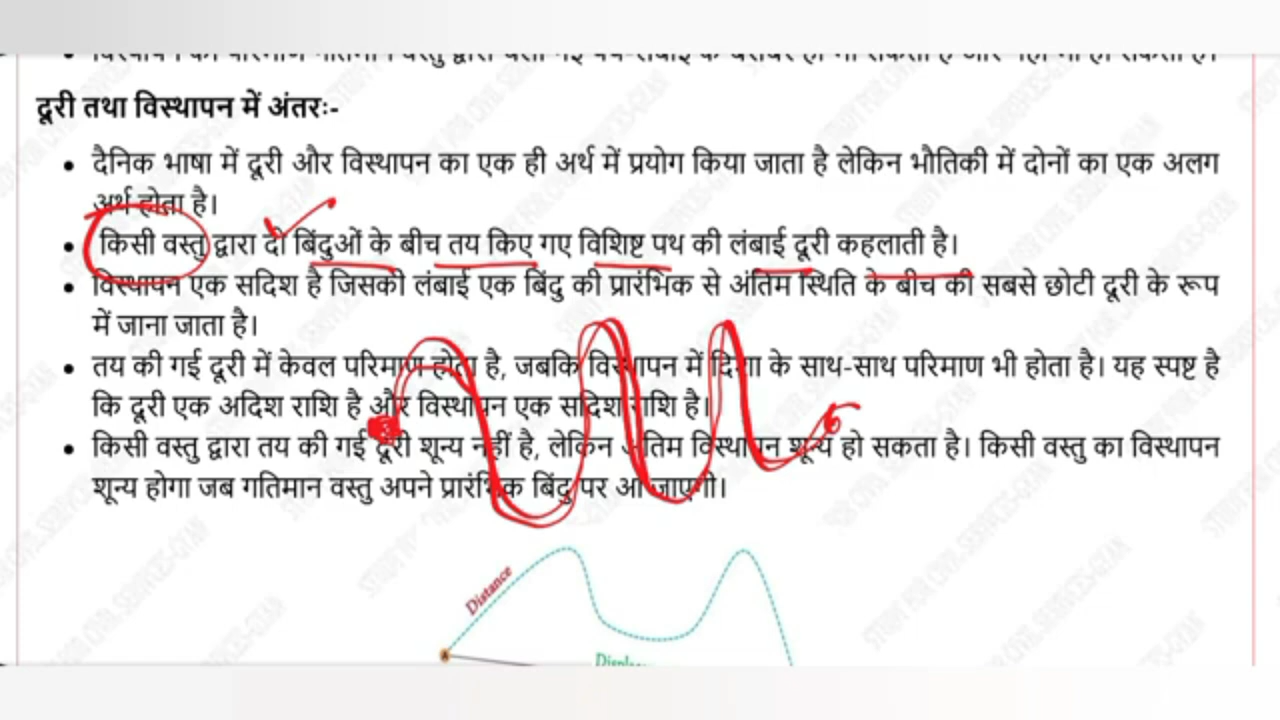 दूरी तथा विस्थापन में अंतरः-
• दैनिक भाषा में दूरी और विस्थापन का एक ही अर्थ में प्रयोग किया जाता है लेकिन भौतिकी में दोनों का एक अलग
अर्थ होता है।
• किसी वस्तु द्वारा दो बिंदुओं के बीच तय किए गए विशिष्ट पथ की लंबाई दूरी कहलाती है।
• विस्थापन एक सदिश है जिसकी लंबाई एक बिंदु की प्रारंभिक से अंतिम स्थिति के बीच की सबसे छोटी दूरी के रूप
में जाना जाता है।
• तय की गई दूरी में केवल परिमाण होता है, जबकि विस्थापन में दिशा के साथ-साथ परिमाण भी होता है। यह स्पष्ट है
कि दूरी एक अदिश राशि है और विस्थापन एक सदिश राशि है।
• किसी वस्तु द्वारा तय की गई दूरी शून्य नहीं है, लेकिन अंतिम विस्थापन शून्य हो सकता है। किसी वस्तु का विस्थापन
शून्य होगा जब गतिमान वस्तु अपने प्रारंभिक बिंदु पर आ जाएगी।
Distance
A